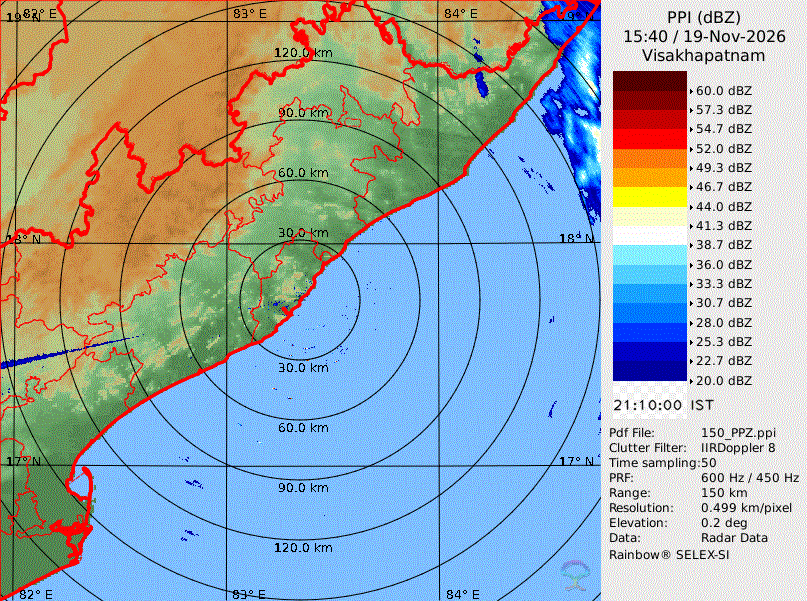 82° E
83° E
84° E
19° N
19° N
120.0 km
90.0 km
60.0 km
30.0 km
18° N
18° N
30.0 km
60.0 km
17° N
17° N
90.0 km
120.0 km
82° E
83° E
84° E
PPI (dBZ)
15:40 / 19-Nov-2026
Visakhapatnam
60.0 dBZ
57.3 dBZ
54.7 dBZ
52.0 dBZ
49.3 dBZ
46.7 dBZ
44.0 dBZ
41.3 dBZ
38.7 dBZ
36.0 dBZ
33.3 dBZ
30.7 dBZ
28.0 dBZ
25.3 dBZ
22.7 dBZ
20.0 dBZ
21:10:00 IST
Pdf File: 150_PPZ.ppi
Clutter Filter: IIRDoppler 8
Time sampling:50
PRF: 600 Hz / 450 Hz
Range: 150 km
Resolution: 0.499 km/pixel
Elevation: 0.2 deg
Data: Radar Data
Rainbow® SELEX-SI